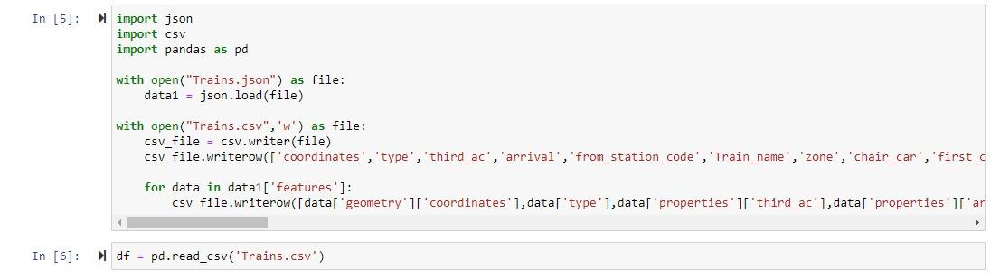 In [5]:
import json
import csv
import pandas as pd
with open("Trains.json") as file:
    data1 = json.load(file)
with open("Trains.csv",'w') as file:
    csv_file = csv.writer(file)
    csv_file.writerow(['coordinates','type','third_ac','arrival','from_station_code','Train_name','zone','chair_car','first_c
    for data in data1['features']:
        csv_file.writerow([data['geometry']['coordinates'],data['type'],data['properties']['third_ac'],data['properties']['ar
In [6]:
df = pd.read_csv('Trains.csv')